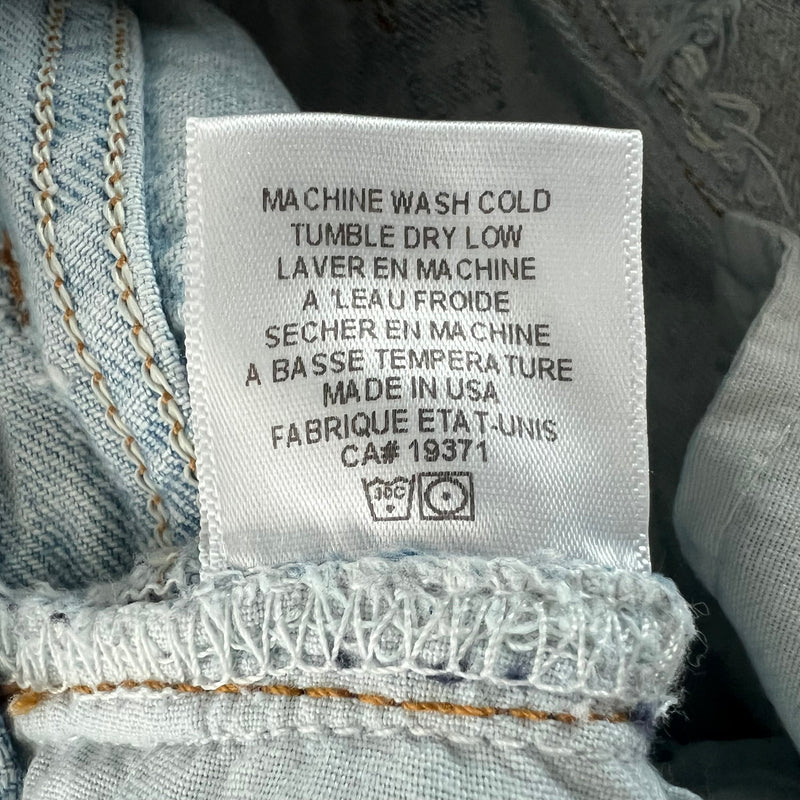 MACHINE WASH COLD
TUMBLE DRY LOW
LAVER EN MACHINE
A 'LEAU FROIDE
SECHER EN MACHINE
A BASSE TEMPERATURE
MADE IN USA
FABRIQUE ETAT-UNIS
CA# 19371
30C